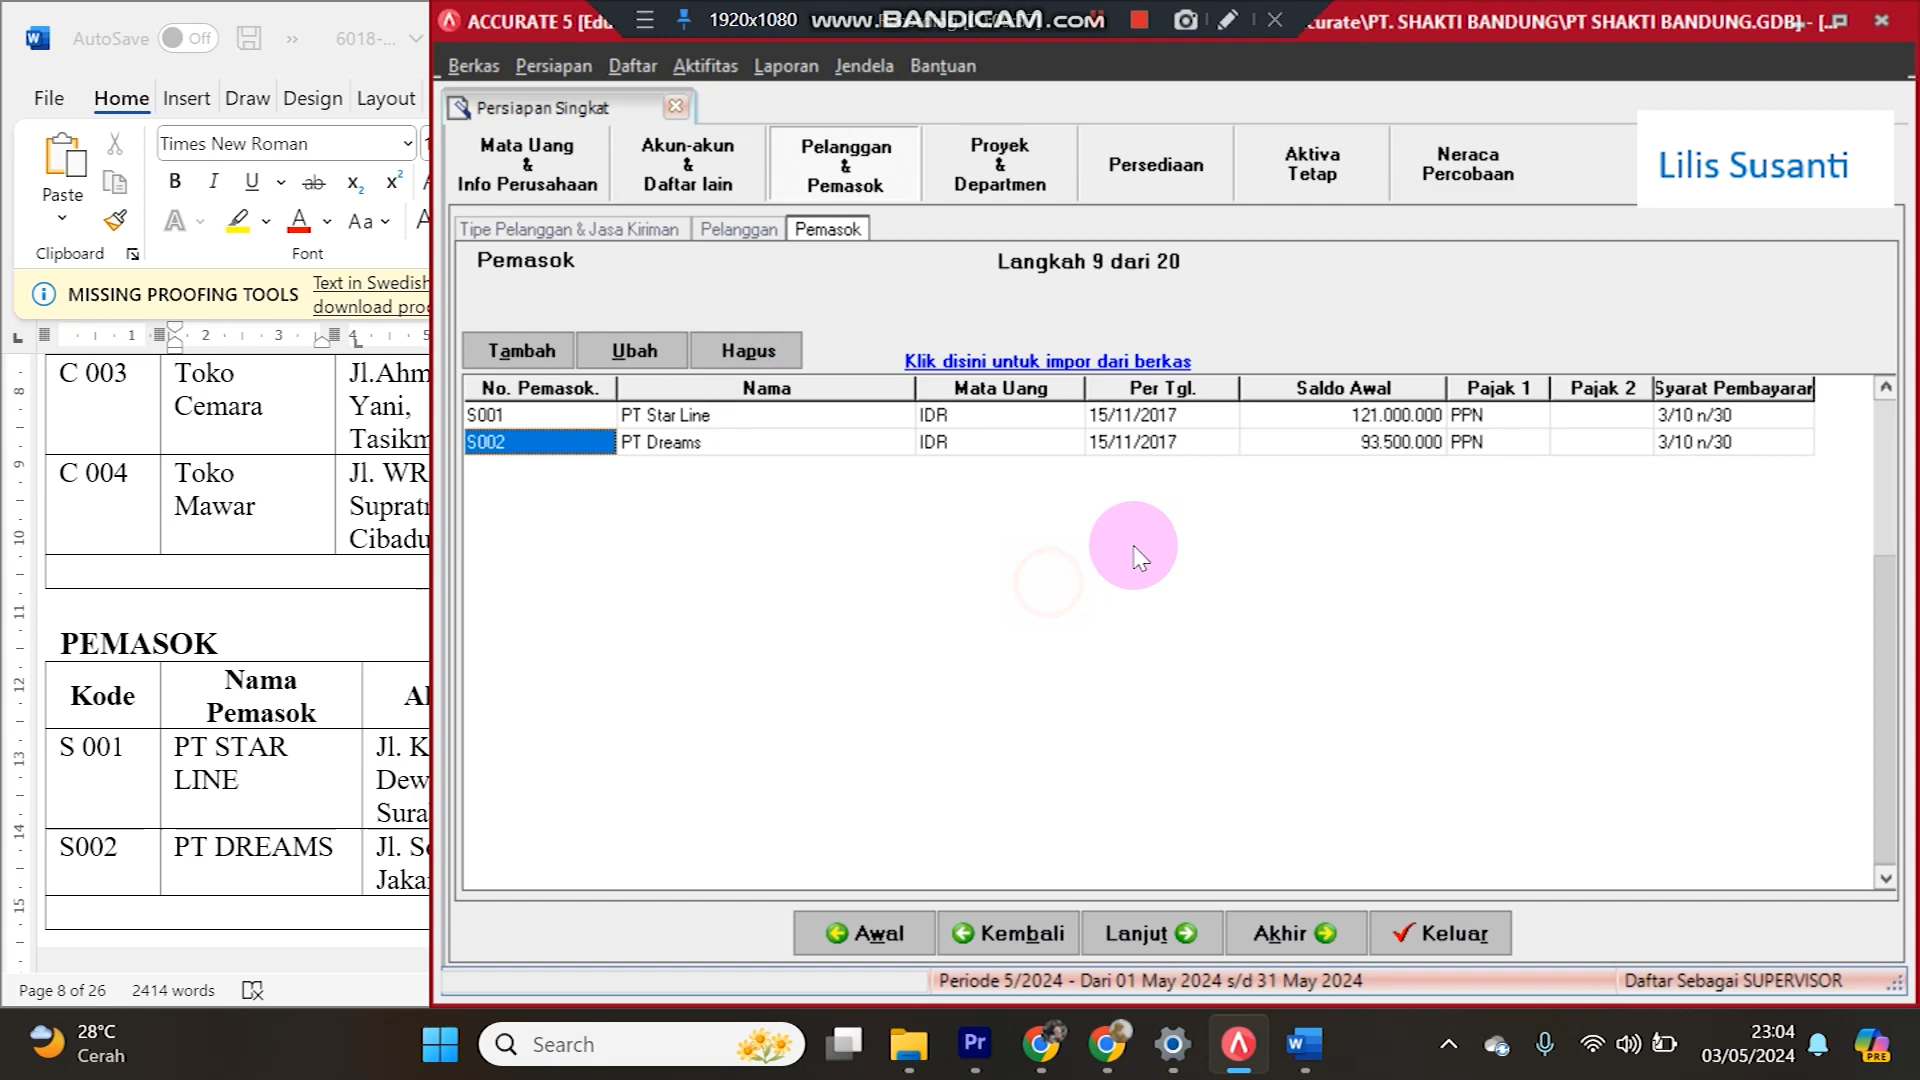 AutoSave Off 6018-...
File Home Insert Draw Design Layout
Paste
Times New Roman
Clipboard
Font
MISSING PROOFING TOOLS
Text in Swedish
download
1 2 3 4 5
C 003 Toko Cemara
Yani,
C 004 Toko Mawar
Jl. WR
PEMASOK
Kode Nama Pemasok
S 001 PT STAR LINE
Jl. K
S002 PT DREAMS
Page 8 of 26 2414 words
ACCURATE 5 1920x1080 www.BANDICAM.com \PT. SHAKTI BANDUNG\PT SHAKTI BANDUNG.GDB]
Berkas Persiapan Daftar Aktifitas Laporan Jendela Bantuan
Persiapan Singkat
Mata Uang & Info Perusahaan
Akun-akun & Daftar lain
Pelanggan & Pemasok
Proyek & Departmen
Persediaan
Aktiva Tetap
Neraca Percobaan
Lilis Susanti
Tipe Pelanggan & Jasa Kiriman Pelanggan Pemasok
Pemasok Langkah 9 dari 20
Tambah Ubah Hapus
Klik disini untuk impor dari berkas
No. Pemasok. Nama Mata Uang Per Tgl. Saldo Awal Pajak 1 Pajak 2 Syarat Pembayaran
S001 PT Star Line IDR 15/11/2017 121.000.000 PPN 3/10 n/30
S002 PT Dreams IDR 15/11/2017 93.500.000 PPN 3/10 n/30
Awal Kembali Lanjut Akhir Keluar
Periode 5/2024 - Dari 01 May 2024 s/d 31 May 2024 Daftar Sebagai SUPERVISOR
28°C
Cerah
Search
23:04
03/05/2024